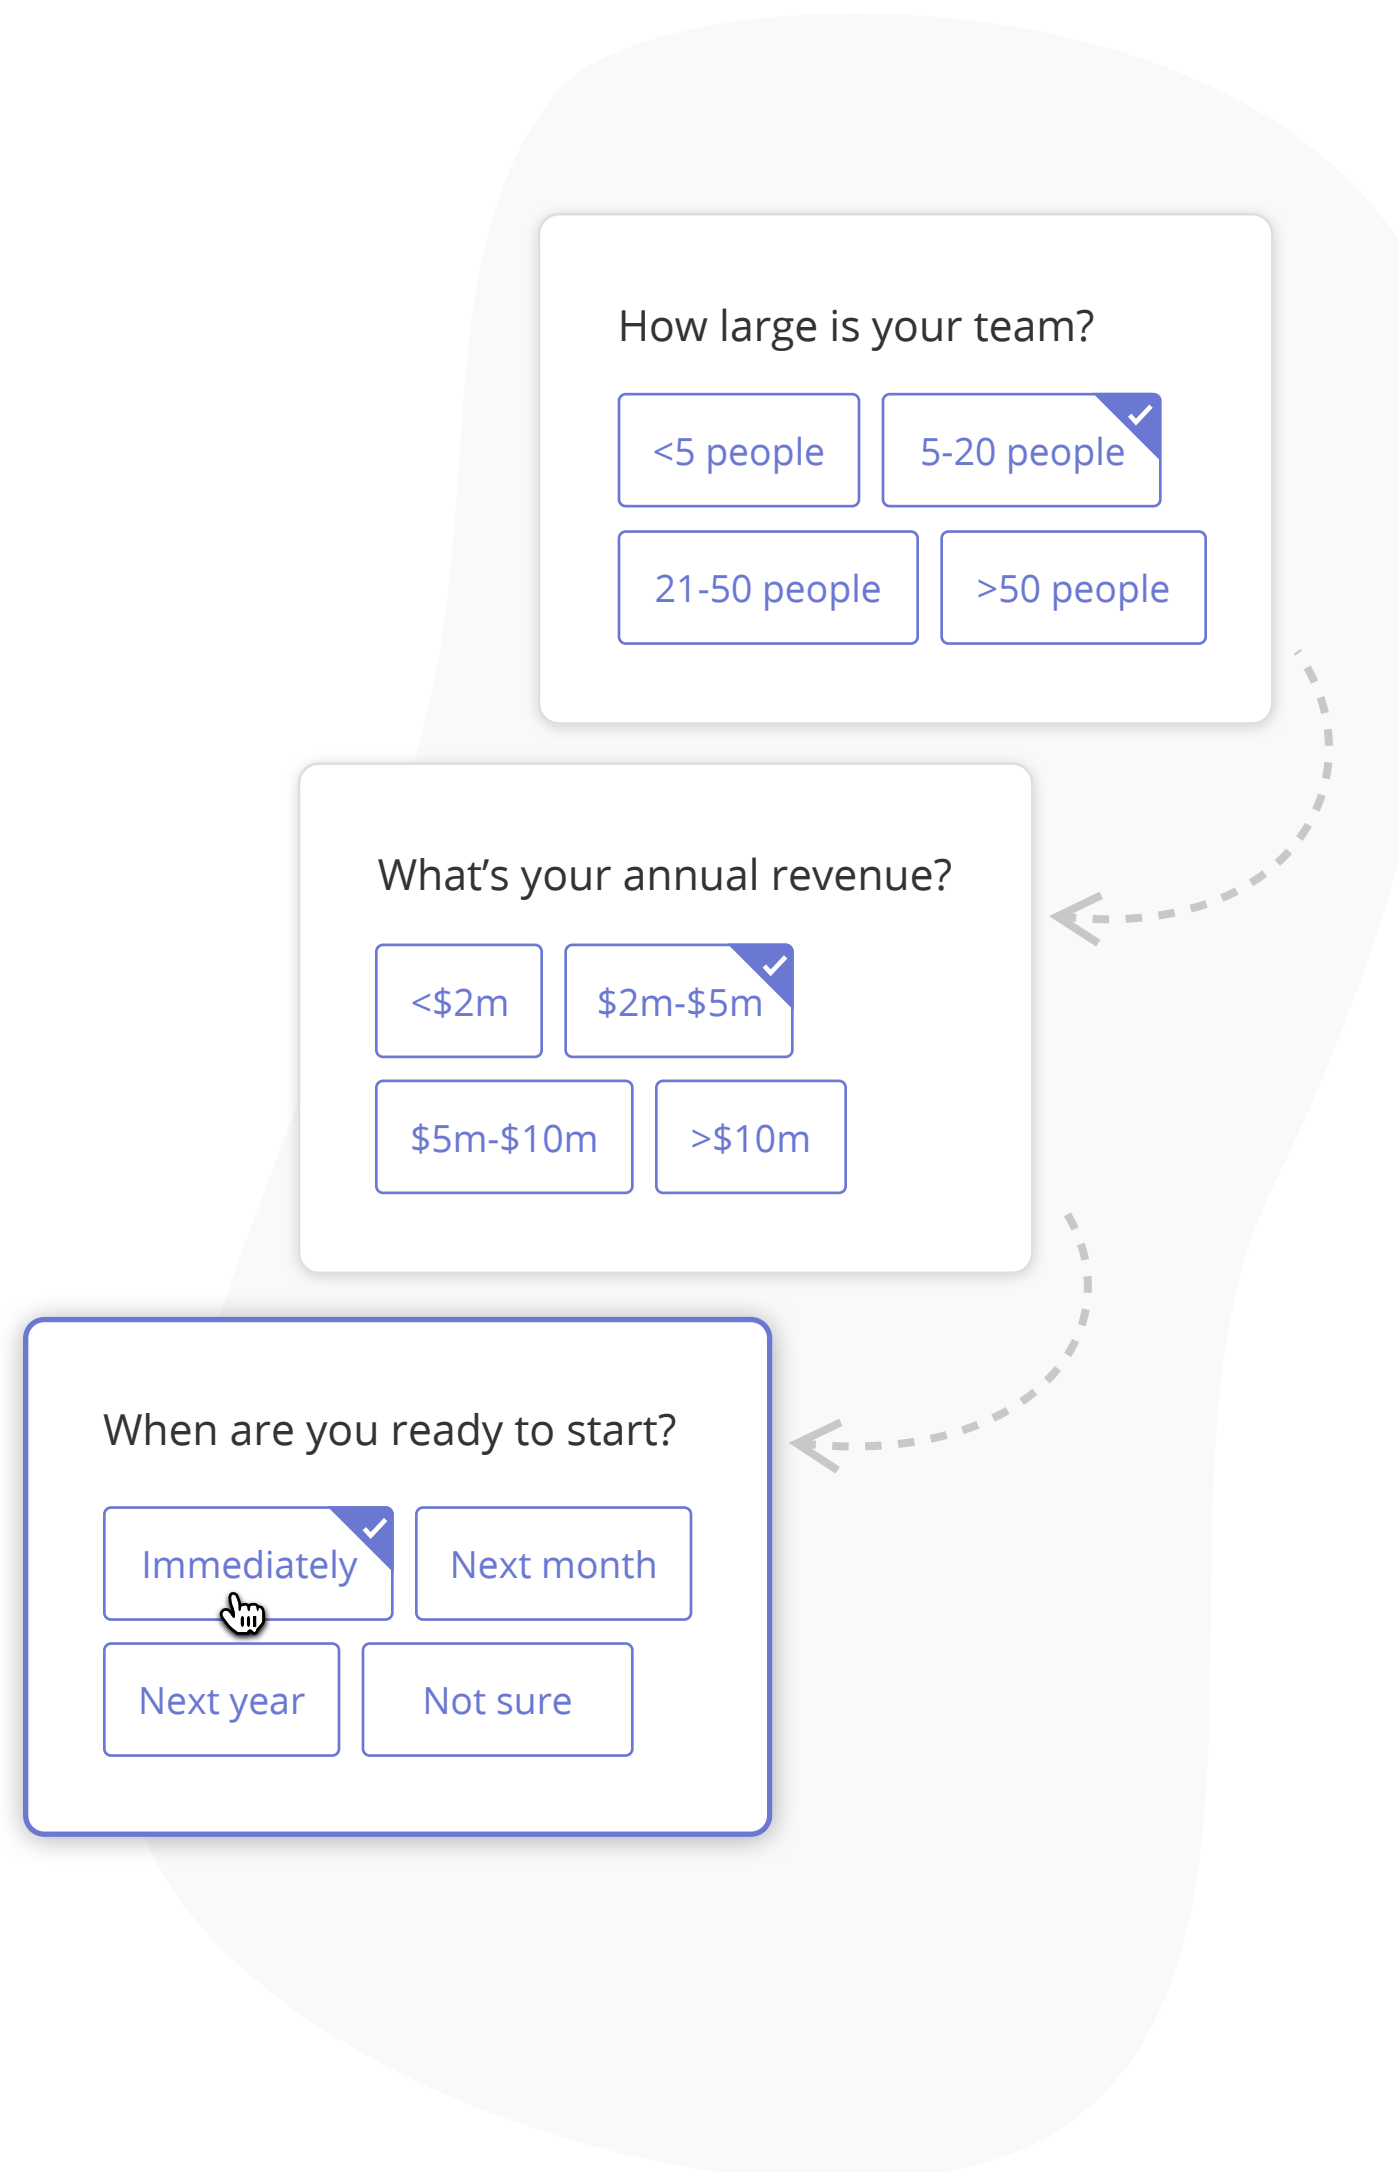 How large is your team?
<5 people
5-20 people
21-50 people
>50 people
What’s your annual revenue?
<$2m
$2m-$5m
$5m-$10m
>$10m
When are you ready to start?
Immediately
Next month
Next year
Not sure